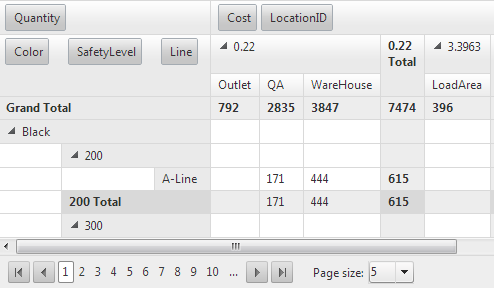 Quantity Cost LocationID
Color SafetyLevel Line 0.22 0.22 Total 3.3963
Outlet QA WareHouse LoadArea
Grand Total 792 2835 3847 7474 396
Black
200
A-Line 171 444 615
200 Total 171 444 615
300
1 2 3 4 5 6 7 8 9 10 ... Page size: 5